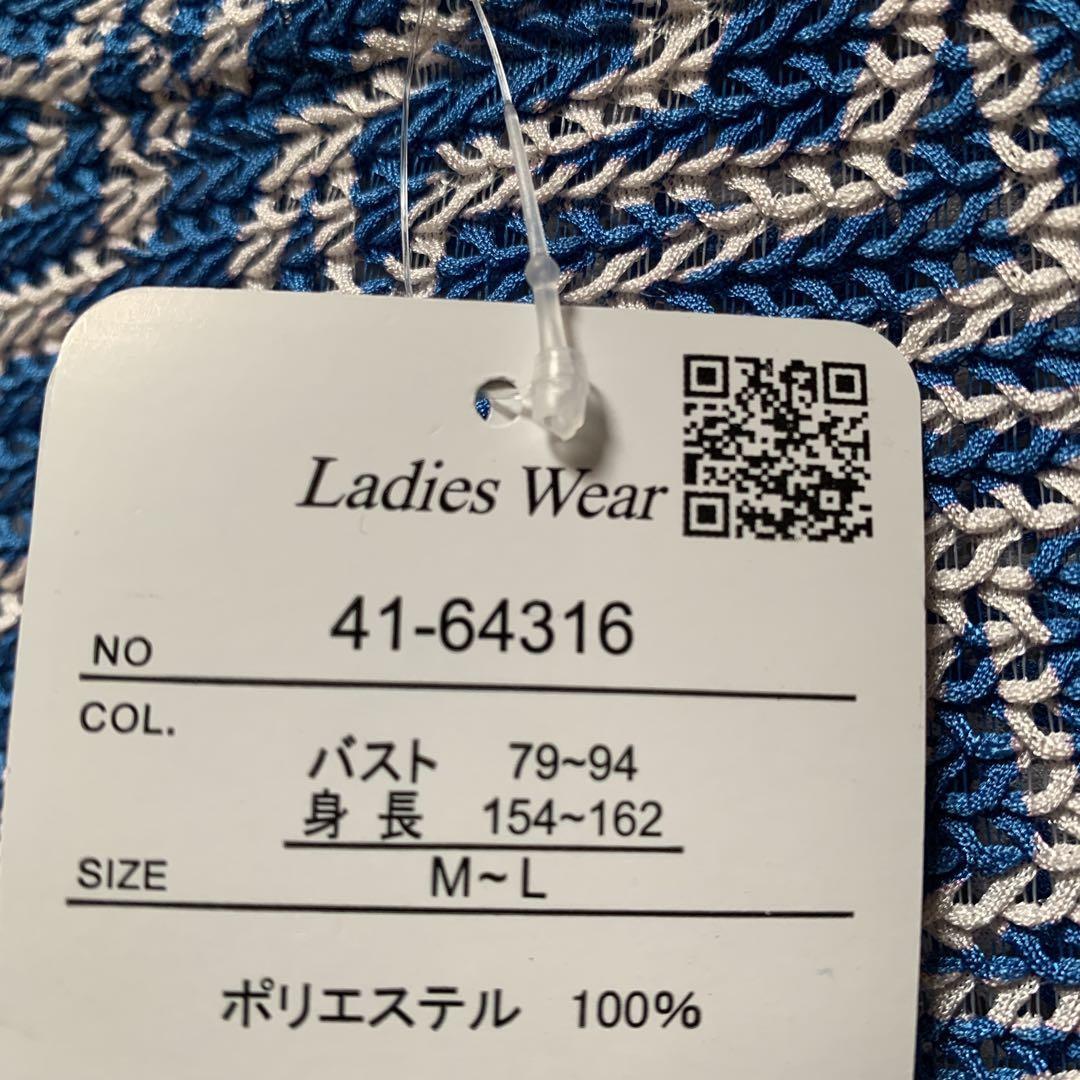 Ladies Wear
NO 41-64316
COL.
バスト 79~94
身長 154~162
SIZE M~L
ポリエステル 100%